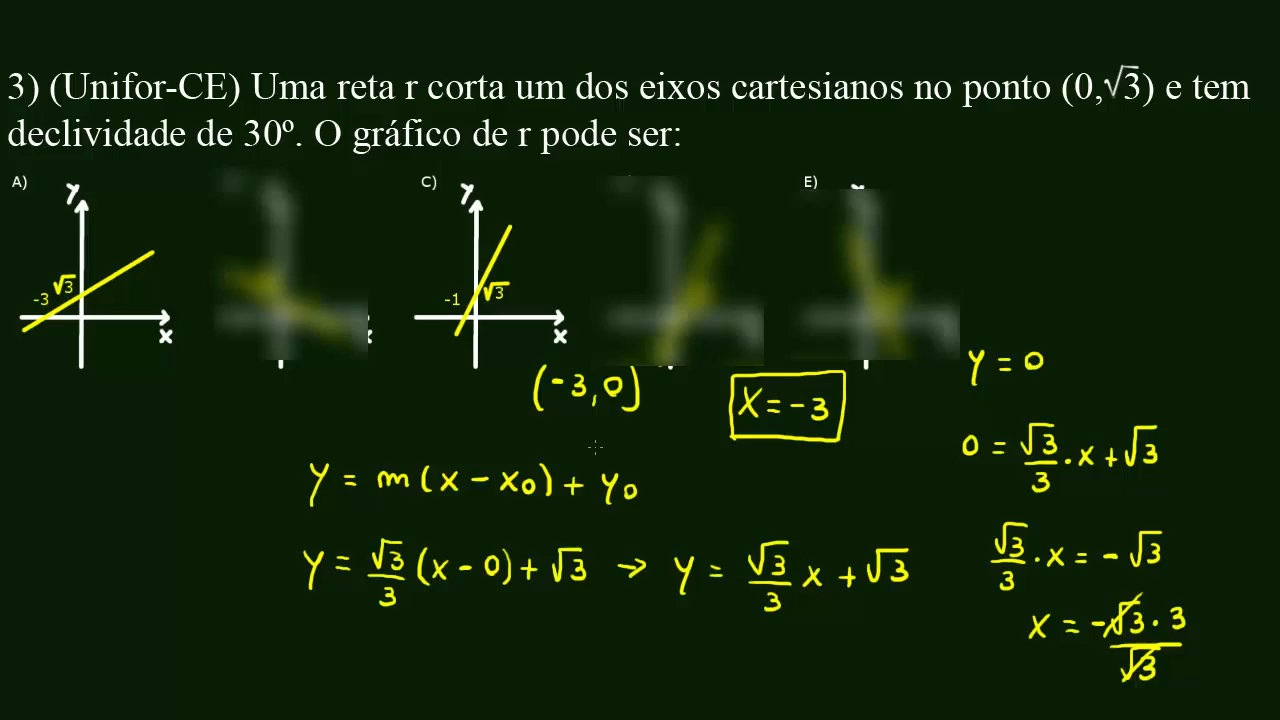 3) (Unifor-CE) Uma reta r corta um dos eixos cartesianos no ponto (0,√3) e tem
declividade de 30º. O gráfico de r pode ser:
A) C) E)
y y
√3 -3 x
-1 √3 x
y = 0
(-3,0) x = -3
0 = √3/3 . x + √3
y = m(x - x0) + y0
√3/3 . x = - √3
y = √3/3 (x - 0) + √3 → y = √3/3 x + √3
x = -√3 . 3/√3